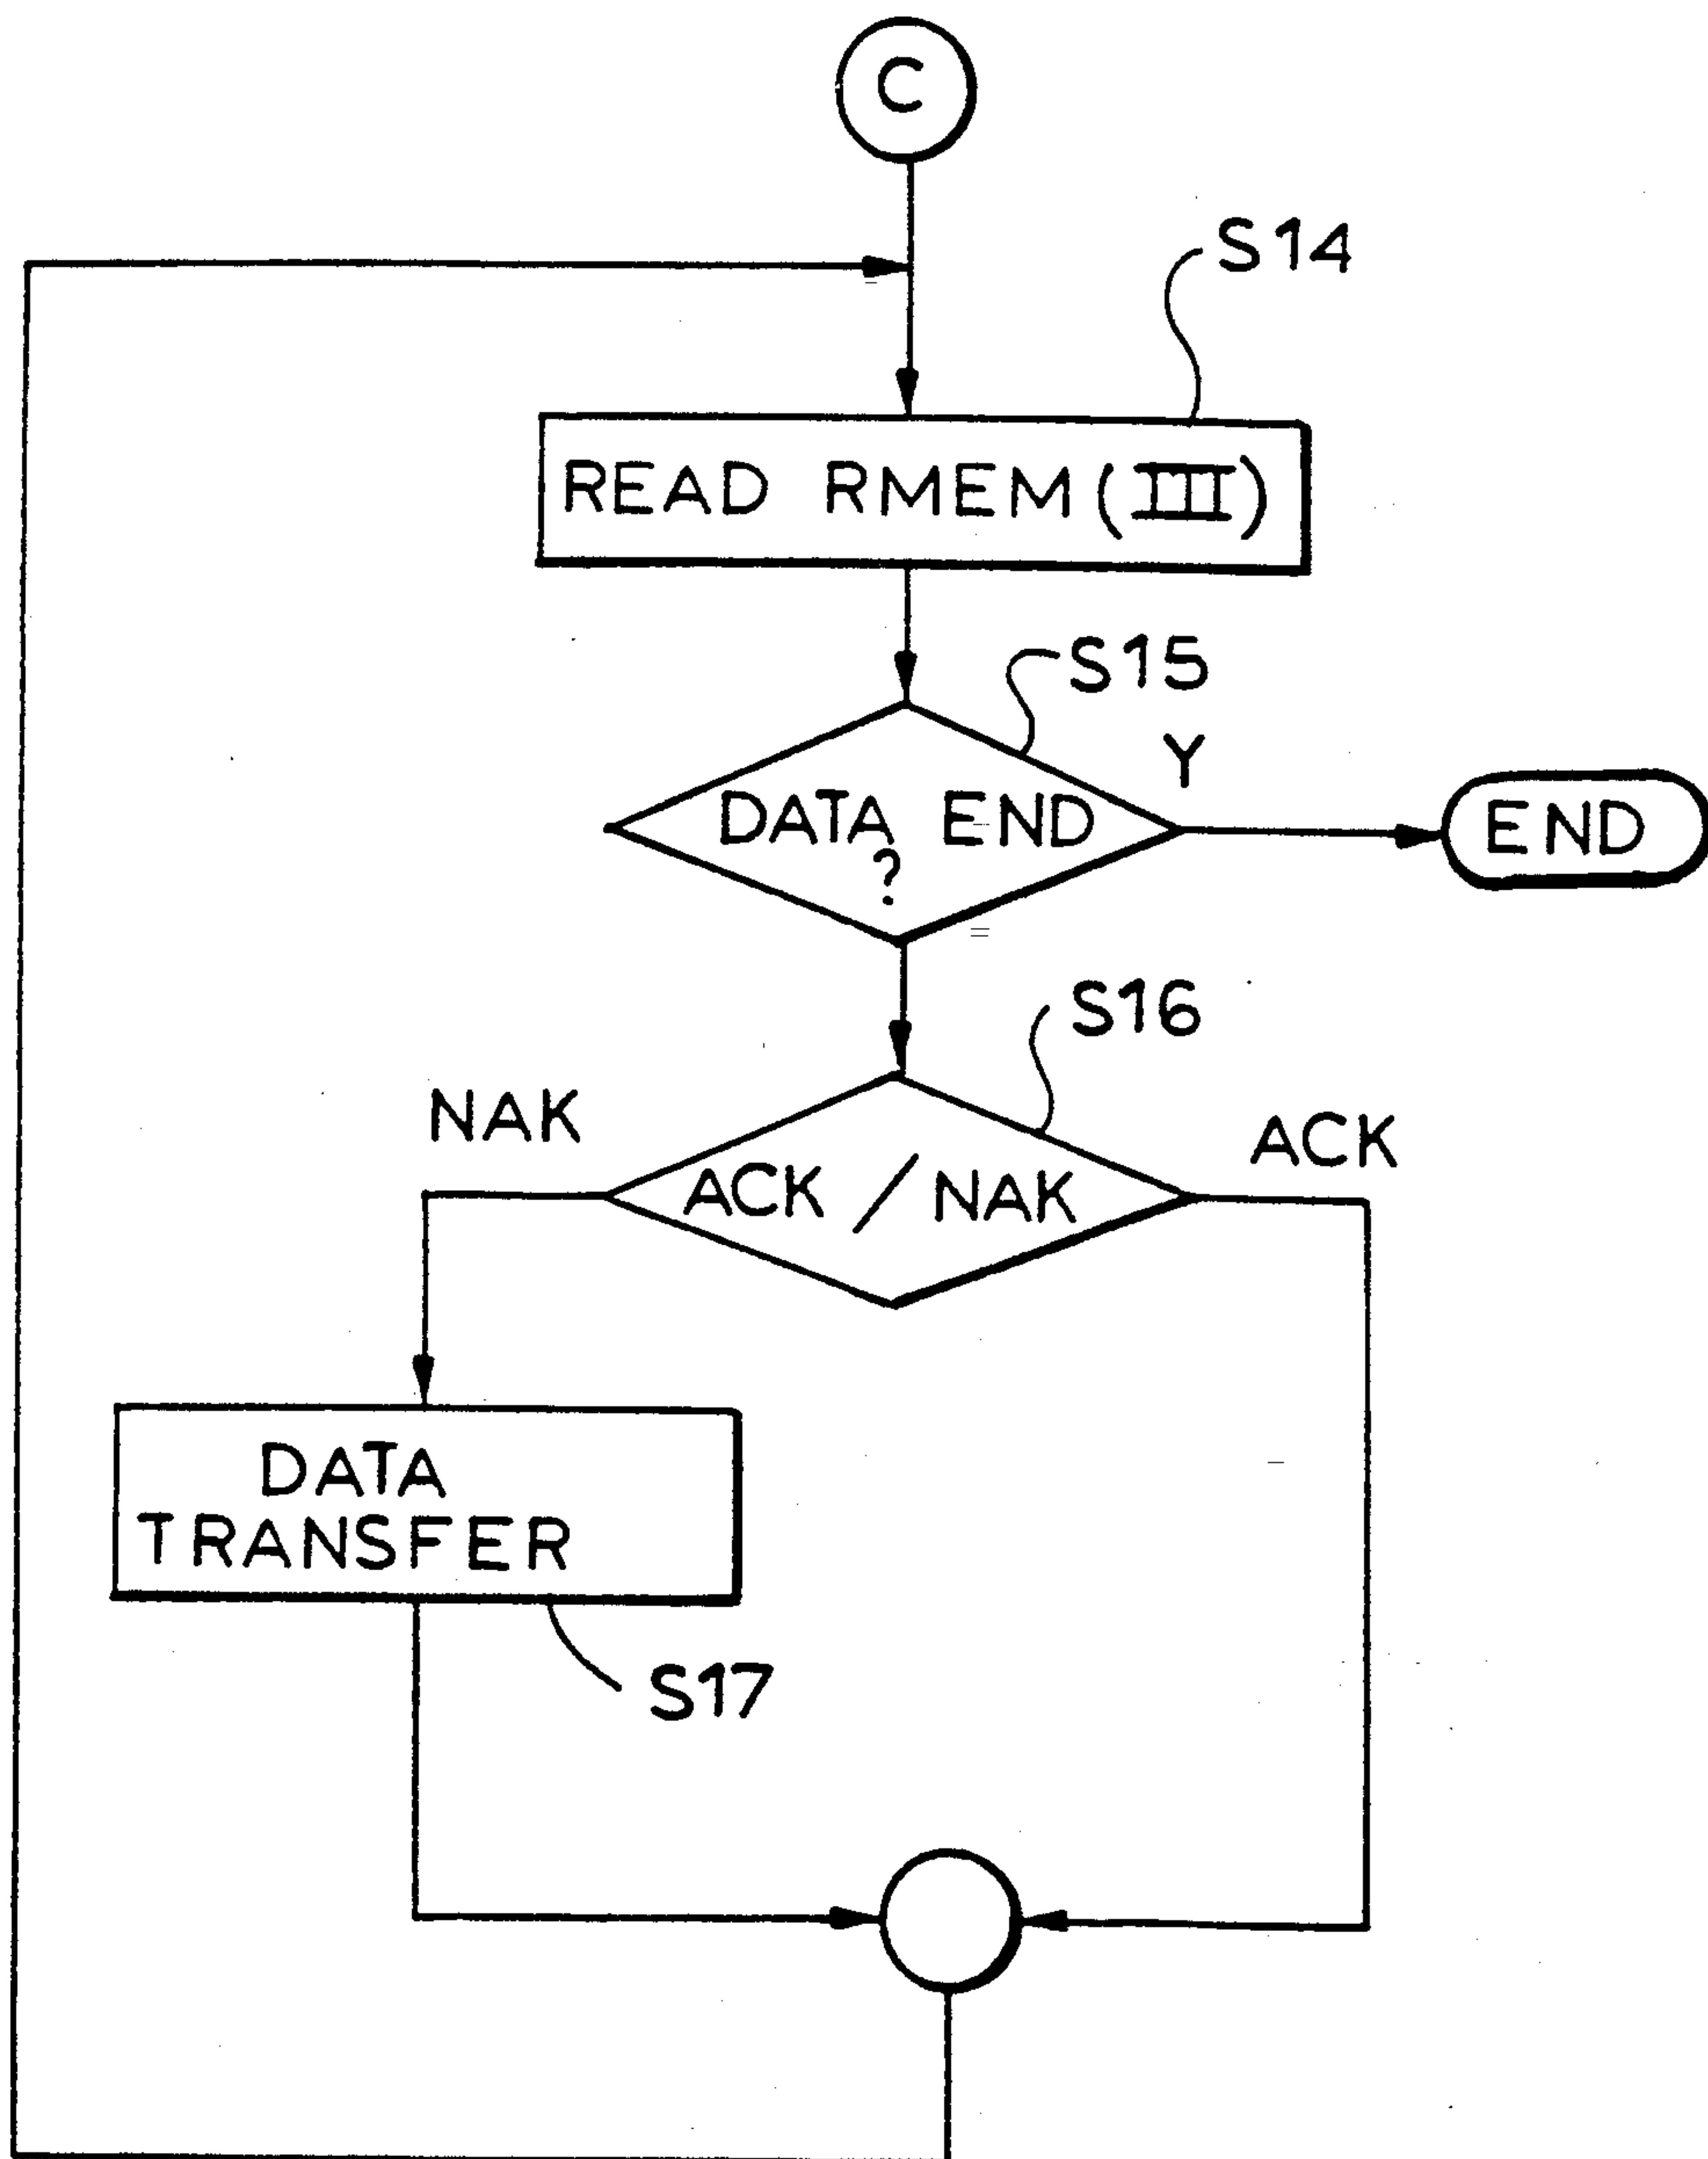 C
S14
READ RMEM (III)
S15
Y
DATA END
?
END
S16
NAK
ACK
ACK / NAK
DATA
TRANSFER
S17